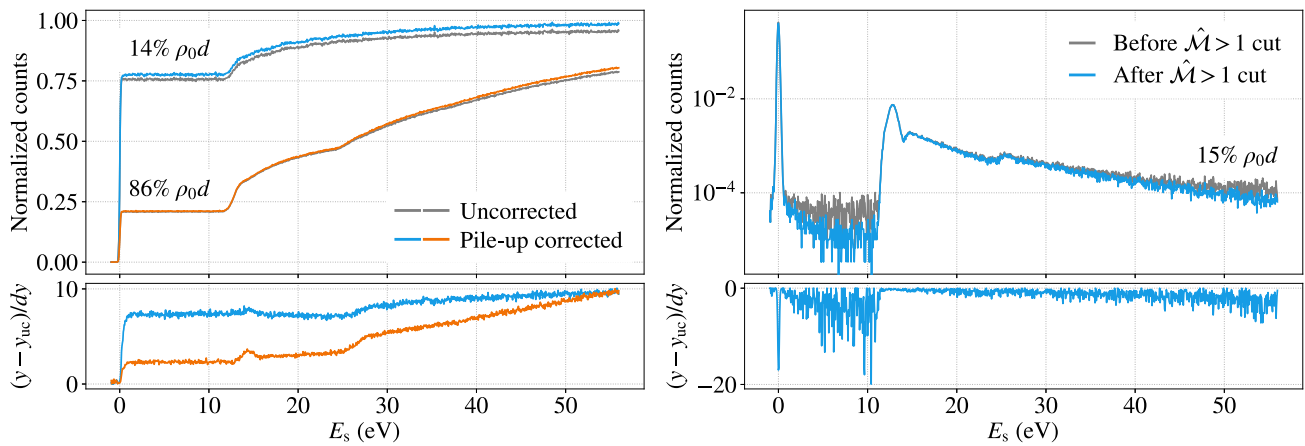 Normalized counts
1.00
0.75
0.50
0.25
0.00
14% ρ₀d
86% ρ₀d
Uncorrected
Pile-up corrected
(y − y_uc)/dy
10
0
0 10 20 30 40 50
E_s (eV)
Normalized counts
10⁻²
10⁻⁴
Before ℳ̂ > 1 cut
After ℳ̂ > 1 cut
15% ρ₀d
(y − y_uc)/dy
0
−20
0 10 20 30 40 50
E_s (eV)